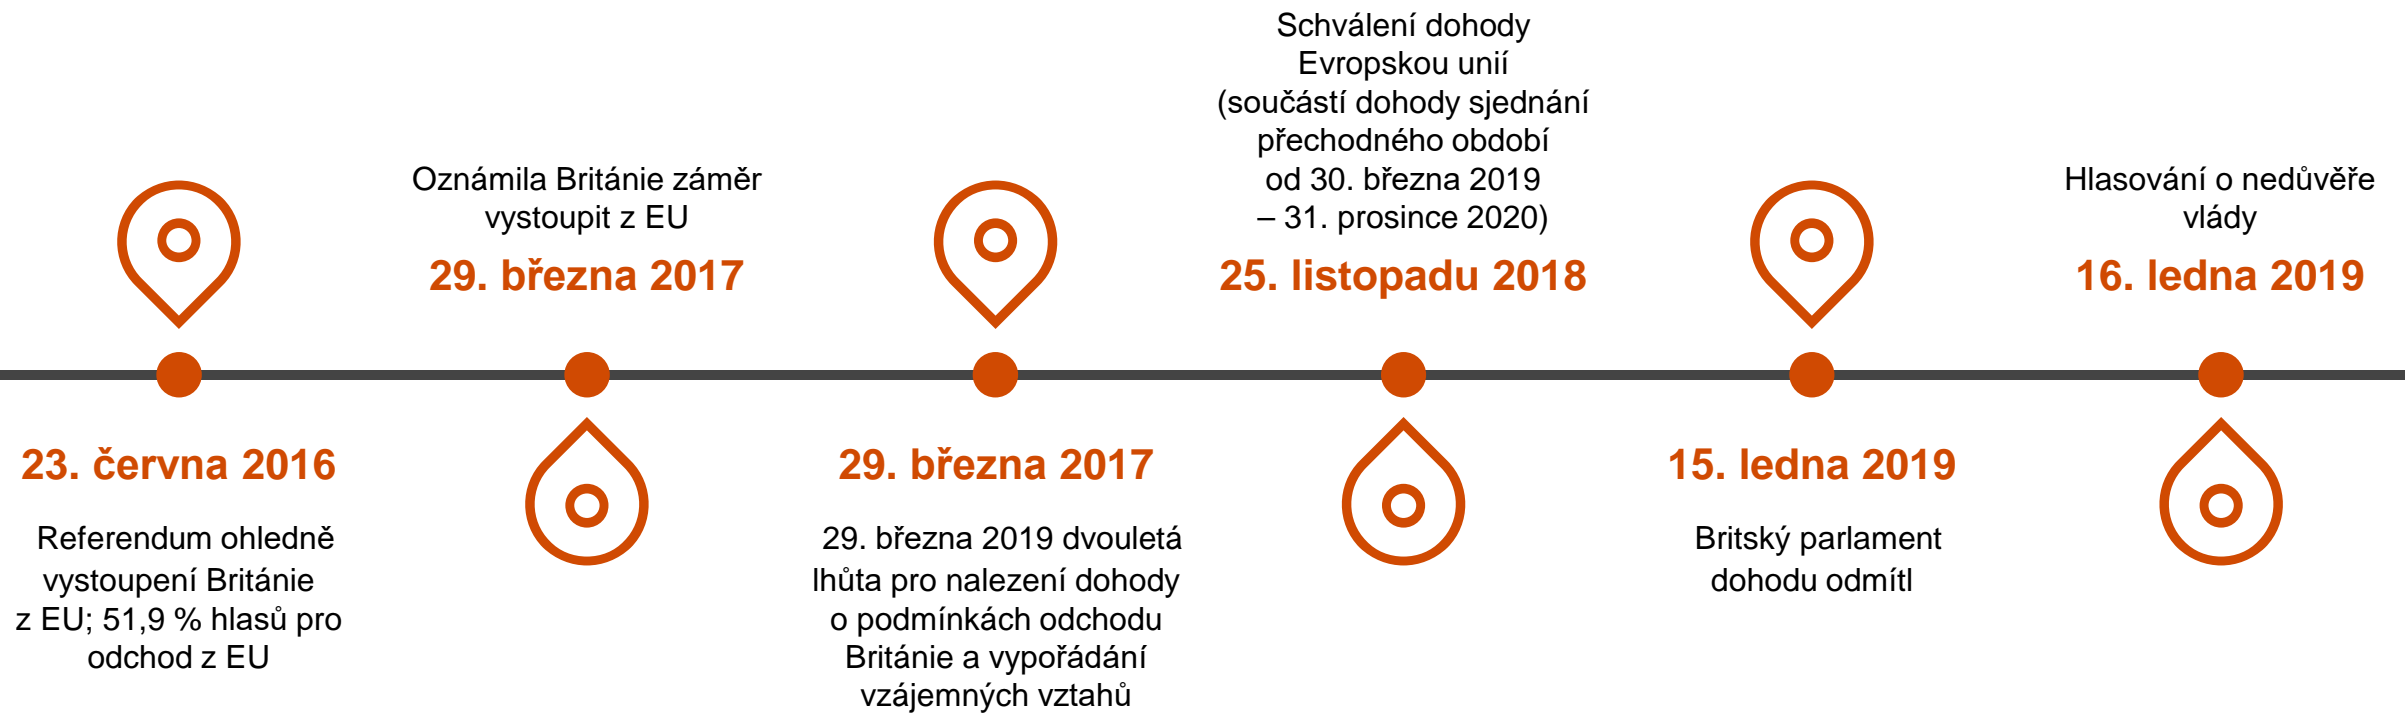 23. června 2016
Referendum ohledně
vystoupení Británie
z EU; 51,9 % hlasů pro
odchod z EU
Oznámila Británie záměr
vystoupit z EU
29. března 2017
29. března 2017
29. března 2019 dvouletá
lhůta pro nalezení dohody
o podmínkách odchodu
Británie a vypořádání
vzájemných vztahů
Schválení dohody
Evropskou unií
(součástí dohody sjednání
přechodného období
od 30. března 2019
– 31. prosince 2020)
25. listopadu 2018
15. ledna 2019
Britský parlament
dohodu odmítl
Hlasování o nedůvěře
vlády
16. ledna 2019